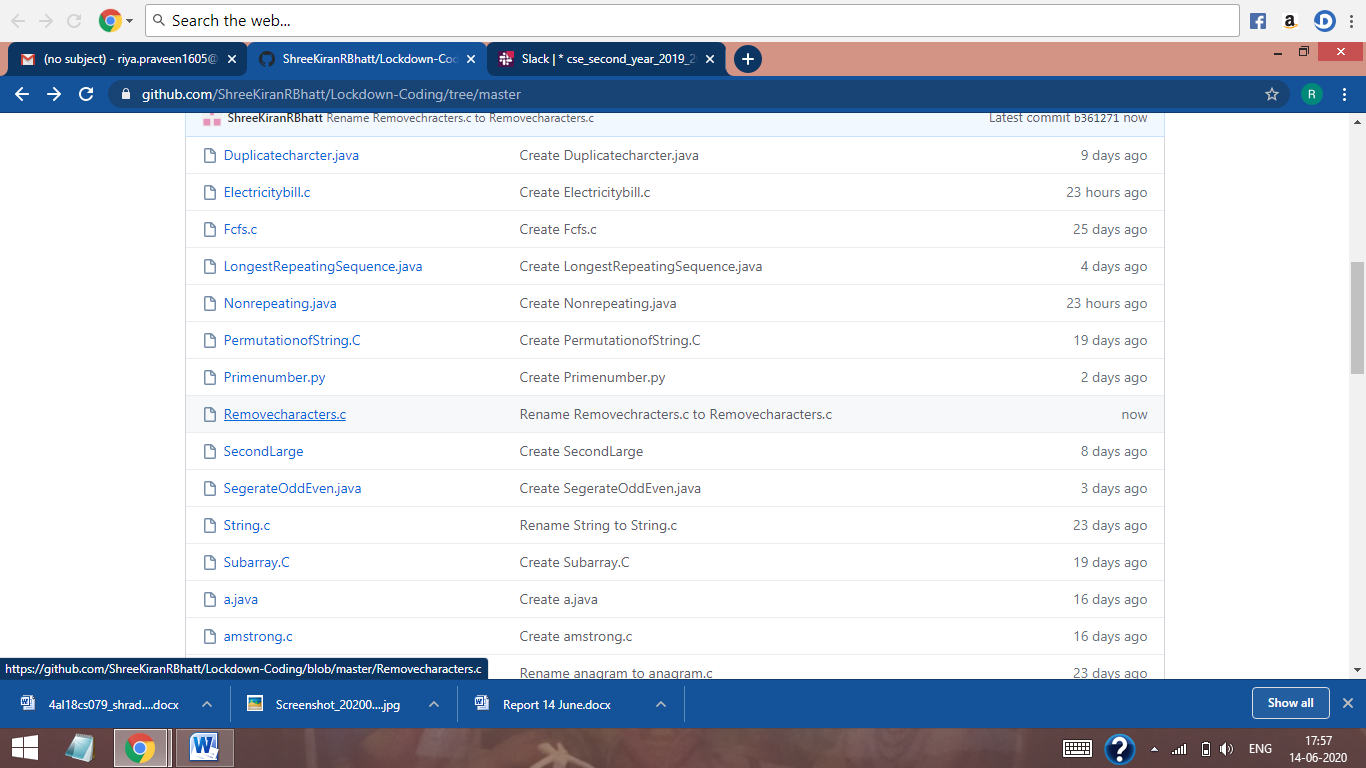 Search the web...
(no subject) - riya.praveen1605@
ShreeKiranRBhatt/Lockdown-Cod
Slack | * cse_second_year_2019_2
github.com/ShreeKiranRBhatt/Lockdown-Coding/tree/master
R
ShreeKiranRBhatt Rename Removechracters.c to Removecharacters.c Latest commit b361271 now
Duplicatecharcter.java Create Duplicatecharcter.java 9 days ago
Electricitybill.c Create Electricitybill.c 23 hours ago
Fcfs.c Create Fcfs.c 25 days ago
LongestRepeatingSequence.java Create LongestRepeatingSequence.java 4 days ago
Nonrepeating.java Create Nonrepeating.java 23 hours ago
PermutationofString.C Create PermutationofString.C 19 days ago
Primenumber.py Create Primenumber.py 2 days ago
Removecharacters.c Rename Removechracters.c to Removecharacters.c now
SecondLarge Create SecondLarge 8 days ago
SegerateOddEven.java Create SegerateOddEven.java 3 days ago
String.c Rename String to String.c 23 days ago
Subarray.C Create Subarray.C 19 days ago
a.java Create a.java 16 days ago
amstrong.c Create amstrong.c 16 days ago
Rename anagram to anagram.c 23 days ago
https://github.com/ShreeKiranRBhatt/Lockdown-Coding/blob/master/Removecharacters.c
4al18cs079_shrad....docx
Screenshot_20200....jpg
Report 14 June.docx
Show all
ENG
17:57
14-06-2020